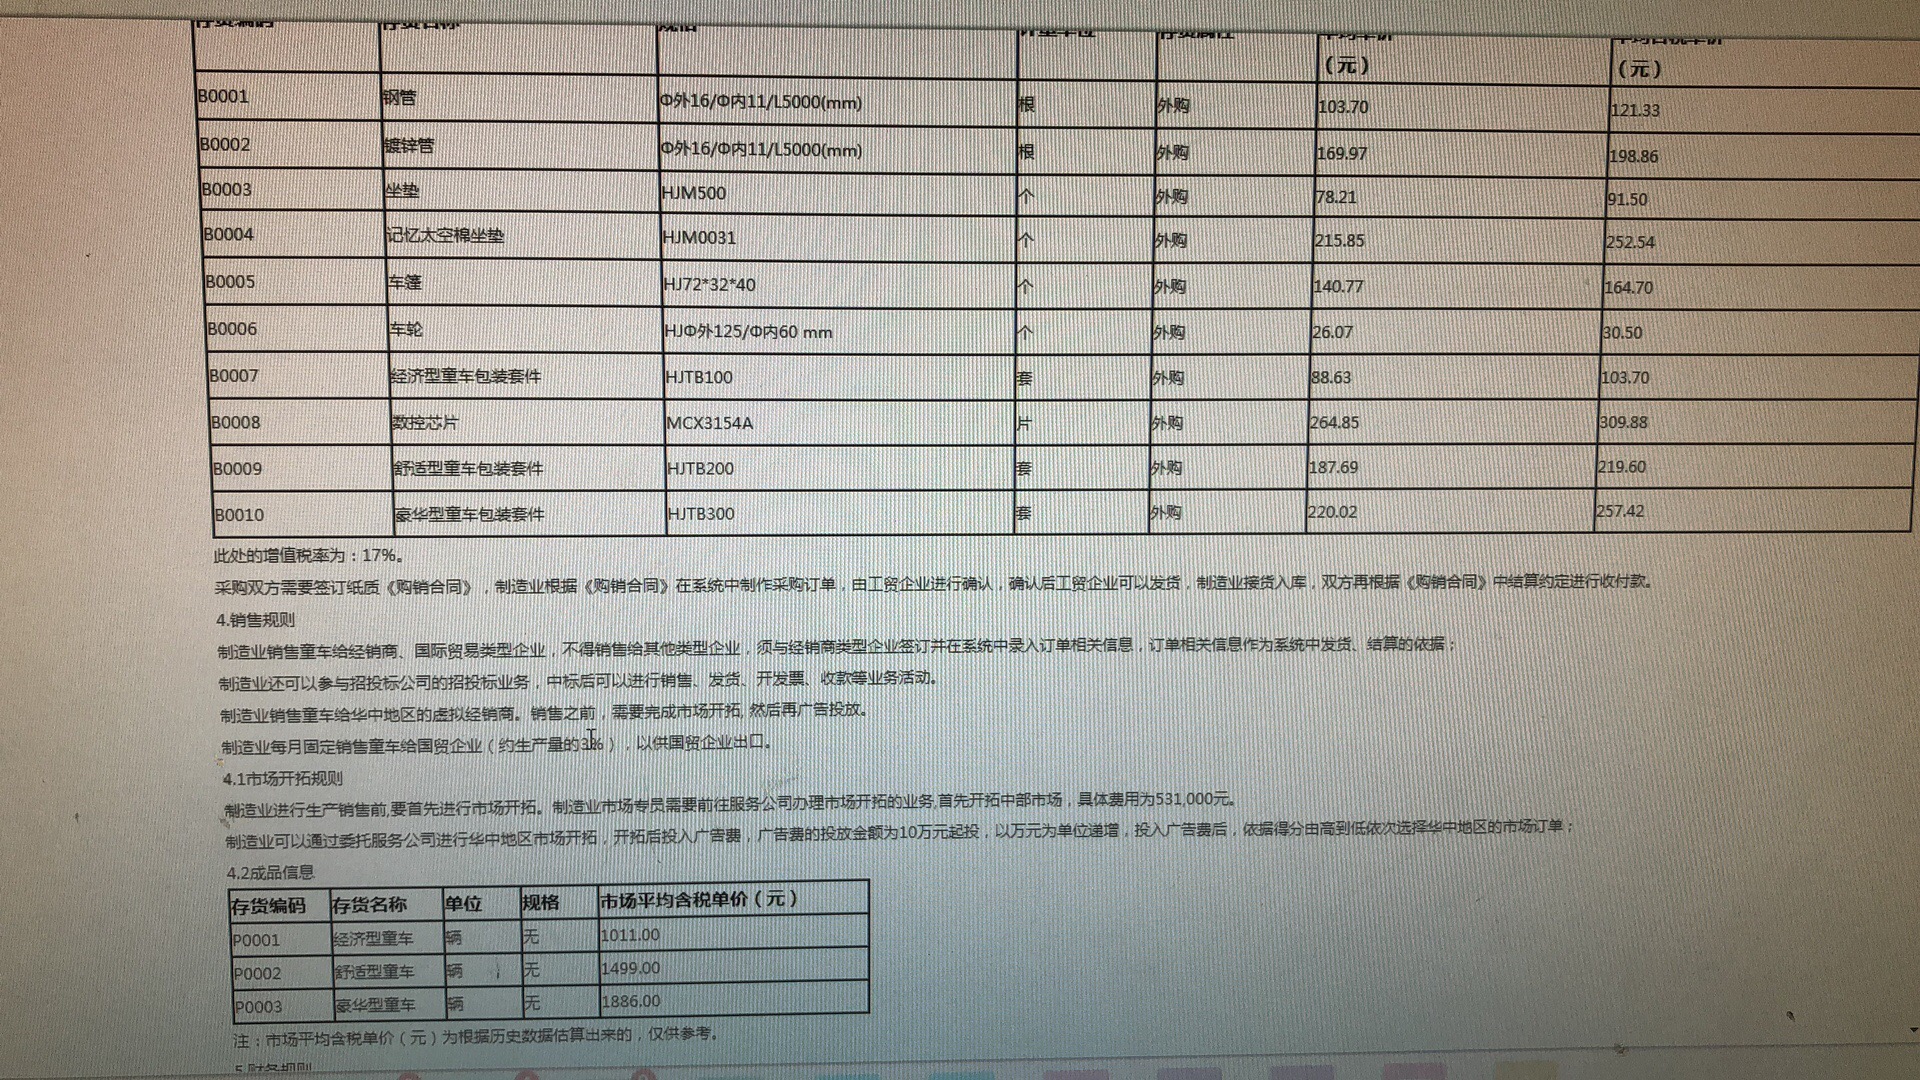 存货编码 存货名称 规格 计量单位 存货属性 平均单价（元） 平均含税单价（元）
B0001 钢管 Φ外16/Φ内11/L5000(mm) 根 外购 103.70 121.33
B0002 镀锌管 Φ外16/Φ内11/L5000(mm) 根 外购 169.97 198.86
B0003 坐垫 HJM500 个 外购 78.21 91.50
B0004 记忆太空棉坐垫 HJM0031 个 外购 215.85 252.54
B0005 车篷 HJ72*32*40 个 外购 140.77 164.70
B0006 车轮 HJΦ外125/Φ内60 mm 个 外购 26.07 30.50
B0007 经济型童车包装套件 HJTB100 套 外购 88.63 103.70
B0008 数控芯片 MCX3154A 片 外购 264.85 309.88
B0009 舒适型童车包装套件 HJTB200 套 外购 187.69 219.60
B0010 豪华型童车包装套件 HJTB300 套 外购 220.02 257.42
此处的增值税率为：17%。
采购双方需要签订纸质《购销合同》，制造业根据《购销合同》在系统中制作采购订单，由工贸企业进行确认，确认后工贸企业可以发货，制造业接货入库，双方再根据《购销合同》中结算约定进行收付款。
4.销售规则
制造业销售童车给经销商、国际贸易类型企业，不得销售给其他类型企业，须与经销商类型企业签订并在系统中录入订单相关信息，订单相关信息作为系统中发货、结算的依据；
制造业还可以参与招投标公司的招投标业务，中标后可以进行销售、发货、开发票、收款等业务活动。
制造业销售童车给华中地区的虚拟经销商。销售之前，需要完成市场开拓, 然后再广告投放。
制造业每月固定销售童车给国贸企业（约生产量的3%），以供国贸企业出口。
4.1市场开拓规则
制造业进行生产销售前,要首先进行市场开拓。制造业市场专员需要前往服务公司办理市场开拓的业务,首先开拓中部市场，具体费用为531,000元。
制造业可以通过委托服务公司进行华中地区市场开拓，开拓后投入广告费，广告费的投放金额为10万元起投，以万元为单位递增，投入广告费后，依据得分由高到低依次选择华中地区的市场订单；
4.2成品信息
存货编码 存货名称 单位 规格 市场平均含税单价（元）
P0001 经济型童车 辆 无 1011.00
P0002 舒适型童车 辆 无 1499.00
P0003 豪华型童车 辆 无 1886.00
注：市场平均含税单价（元）为根据历史数据估算出来的，仅供参考。
5.财务规则